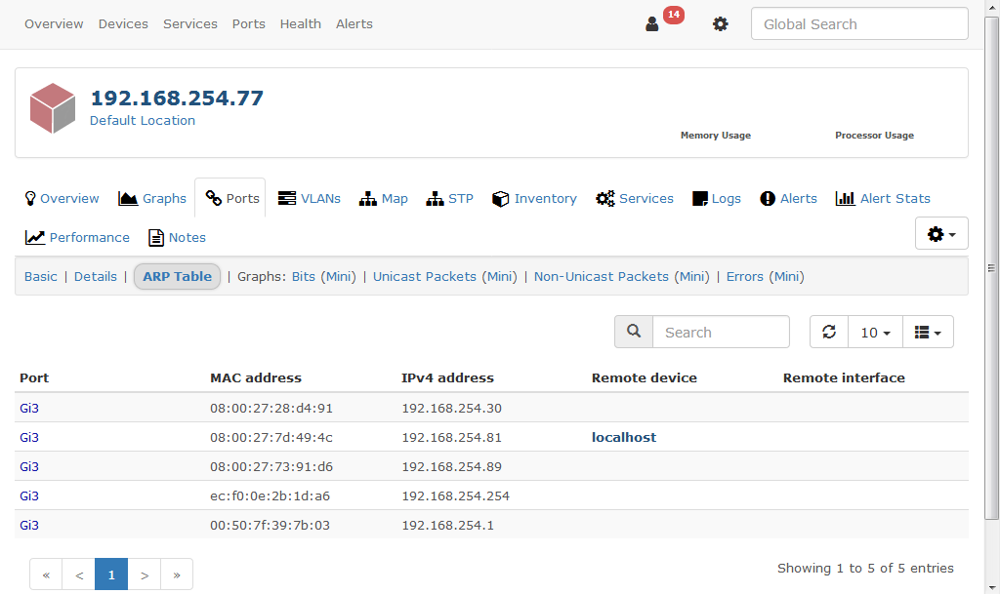 Overview Devices Services Ports Health Alerts 14 Global Search
192.168.254.77
Default Location
Memory Usage Processor Usage
Overview Graphs Ports VLANs Map STP Inventory Services Logs Alerts Alert Stats
Performance Notes
Basic | Details | ARP Table | Graphs: Bits (Mini) | Unicast Packets (Mini) | Non-Unicast Packets (Mini) | Errors (Mini)
Search 10
Port MAC address IPv4 address Remote device Remote interface
Gi3 08:00:27:28:d4:91 192.168.254.30
Gi3 08:00:27:7d:49:4c 192.168.254.81 localhost
Gi3 08:00:27:73:91:d6 192.168.254.89
Gi3 ec:f0:0e:2b:1d:a6 192.168.254.254
Gi3 00:50:7f:39:7b:03 192.168.254.1
« < 1 > » Showing 1 to 5 of 5 entries